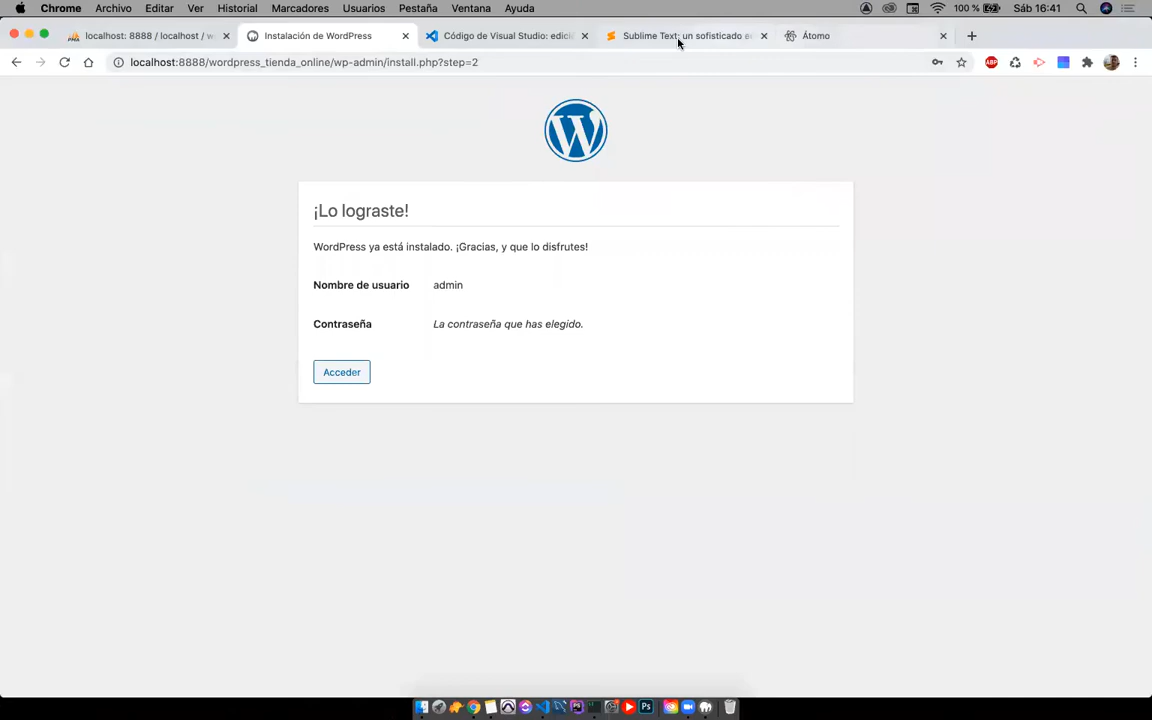 Chrome Archivo Editar Ver Historial Marcadores Usuarios Pestaña Ventana Ayuda 100 % Sáb 16:41
localhost: 8888 / localhost / w Instalación de WordPress Código de Visual Studio: edici Sublime Text: un sofisticado e Átomo
localhost:8888/wordpress_tienda_online/wp-admin/install.php?step=2
ABP
¡Lo lograste!
WordPress ya está instalado. ¡Gracias, y que lo disfrutes!
Nombre de usuario admin
Contraseña La contraseña que has elegido.
Acceder